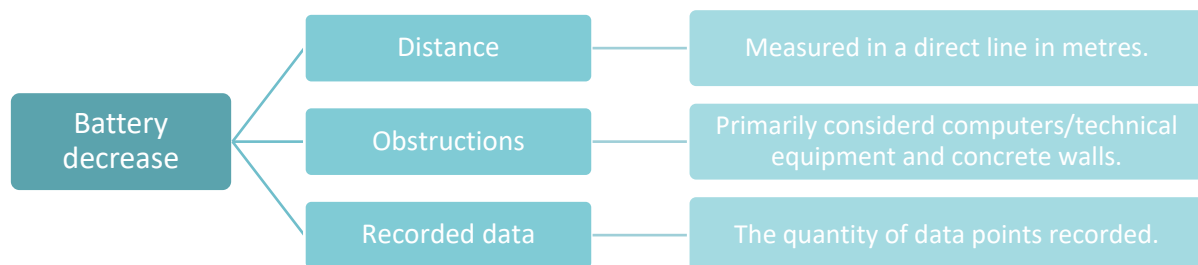 Battery
decrease
Distance
Measured in a direct line in metres.
Obstructions
Primarily considerd computers/technical
equipment and concrete walls.
Recorded data
The quantity of data points recorded.